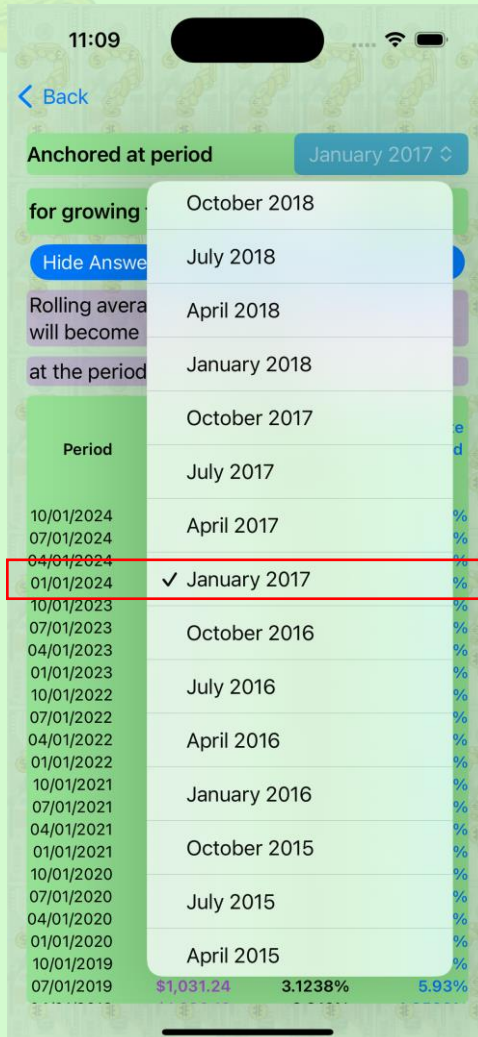 11:09
Back
Anchored at period January 2017
for growing
Hide Answe
Rolling avera
will become
at the period
Period
October 2018
July 2018
April 2018
January 2018
October 2017
July 2017
April 2017
✓ January 2017
October 2016
July 2016
April 2016
January 2016
October 2015
July 2015
April 2015
10/01/2024 %
07/01/2024 %
04/01/2024 %
01/01/2024 %
10/01/2023 %
07/01/2023 %
04/01/2023 %
01/01/2023 %
10/01/2022 %
07/01/2022 %
04/01/2022 %
01/01/2022 %
10/01/2021 %
07/01/2021 %
04/01/2021 %
01/01/2021 %
10/01/2020 %
07/01/2020 %
04/01/2020 %
01/01/2020 %
10/01/2019 %
07/01/2019 $1,031.24 3.1238% 5.93%